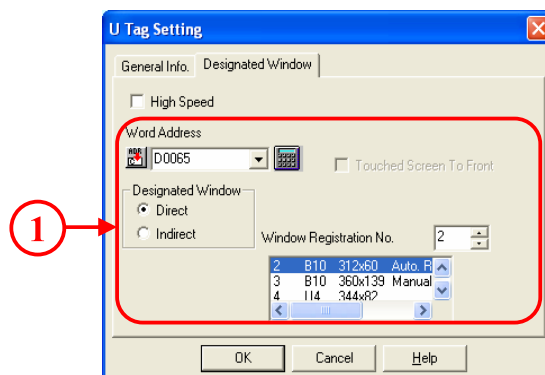 U Tag Setting
General Info. Designated Window
High Speed
Word Address
D0065
Touched Screen To Front
Designated Window
Direct
Indirect
Window Registration No. 2
2 B10 312x60 Auto. R
3 B10 360x139 Manual
4 U4 344x82
1
OK Cancel Help